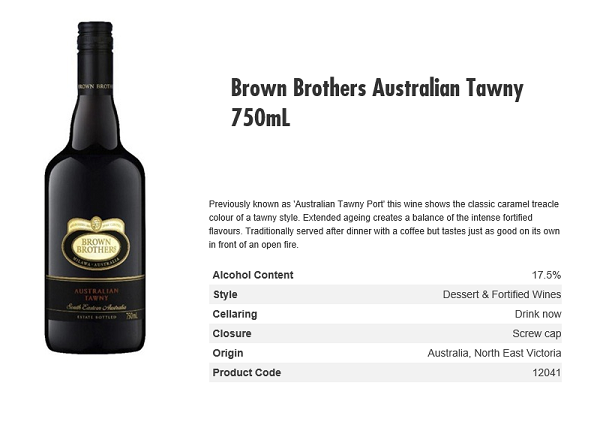 Brown Brothers Australian Tawny
750mL
Previously known as 'Australian Tawny Port' this wine shows the classic caramel treacle
colour of a tawny style. Extended ageing creates a balance of the intense fortified
flavours. Traditionally served after dinner with a coffee but tastes just as good on its own
in front of an open fire.
Alcohol Content 17.5%
Style Dessert & Fortified Wines
Cellaring Drink now
Closure Screw cap
Origin Australia, North East Victoria
Product Code 12041
BROWN BROTHERS
BROWN
BROTHERS
MILAWA · AUSTRALIA
AUSTRALIAN
TAWNY
South Eastern Australia
ESTATE BOTTLED 750mL